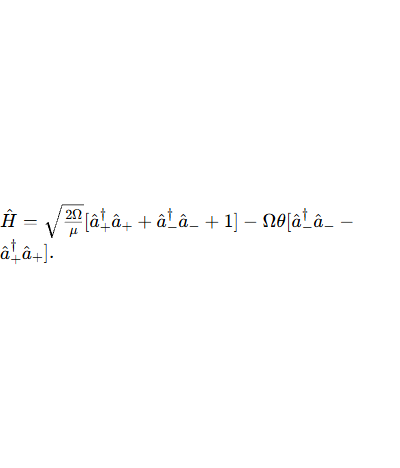 Ĥ = √(2Ω/μ) [â₊† â₊ + â₋† â₋ + 1] − Ωθ[â₋† â₋ −
â₊† â₊].